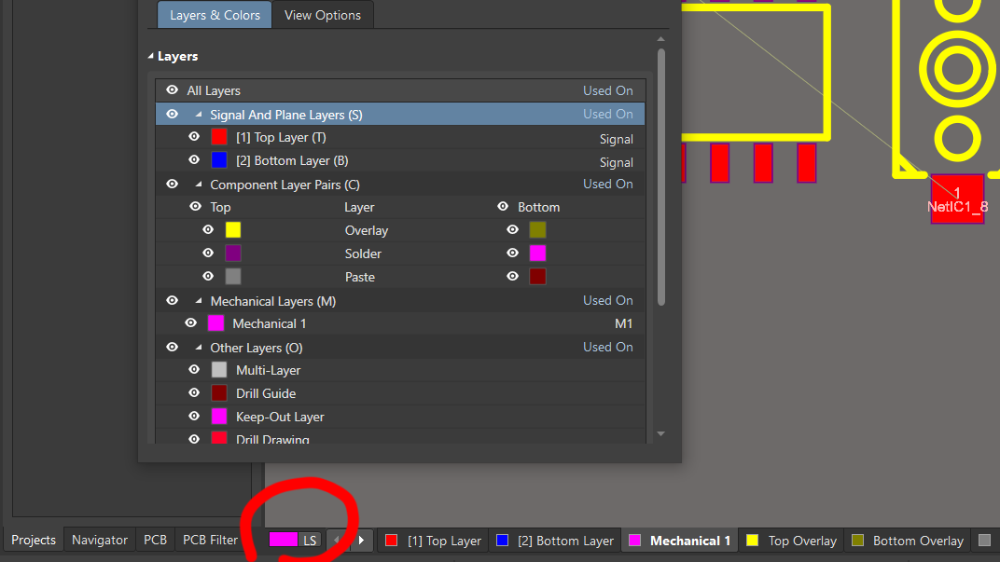 Layers & Colors View Options
Layers
All Layers Used On
Signal And Plane Layers (S) Used On
[1] Top Layer (T) Signal
[2] Bottom Layer (B) Signal
Component Layer Pairs (C) Used On
Top Layer Bottom
Overlay
Solder
Paste
Mechanical Layers (M) Used On
Mechanical 1 M1
Other Layers (O) Used On
Multi-Layer
Drill Guide
Keep-Out Layer
Drill Drawing
1
NetIC1_8
Projects Navigator PCB PCB Filter LS [1] Top Layer [2] Bottom Layer Mechanical 1 Top Overlay Bottom Overlay